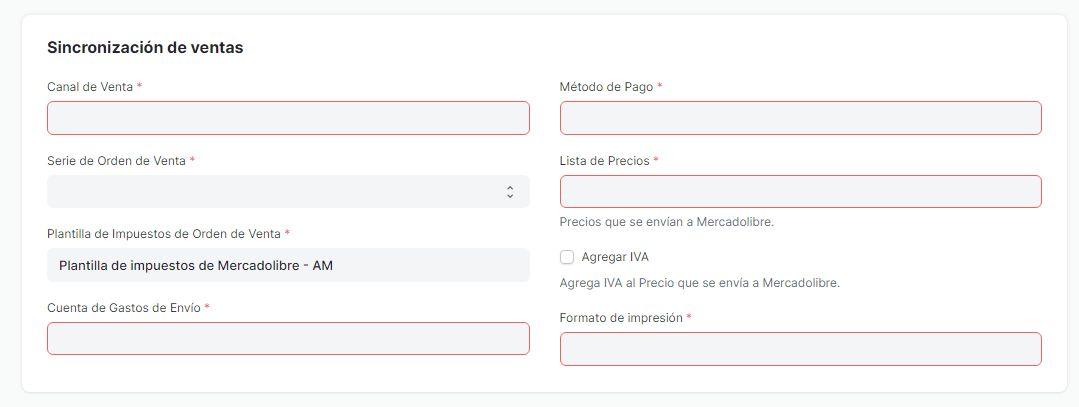 Sincronización de ventas
Canal de Venta *
Serie de Orden de Venta *
Plantilla de Impuestos de Orden de Venta *
Plantilla de impuestos de Mercadolibre - AM
Cuenta de Gastos de Envío *
Método de Pago *
Lista de Precios *
Precios que se envían a Mercadolibre.
Agregar IVA
Agrega IVA al Precio que se envía a Mercadolibre.
Formato de impresión *